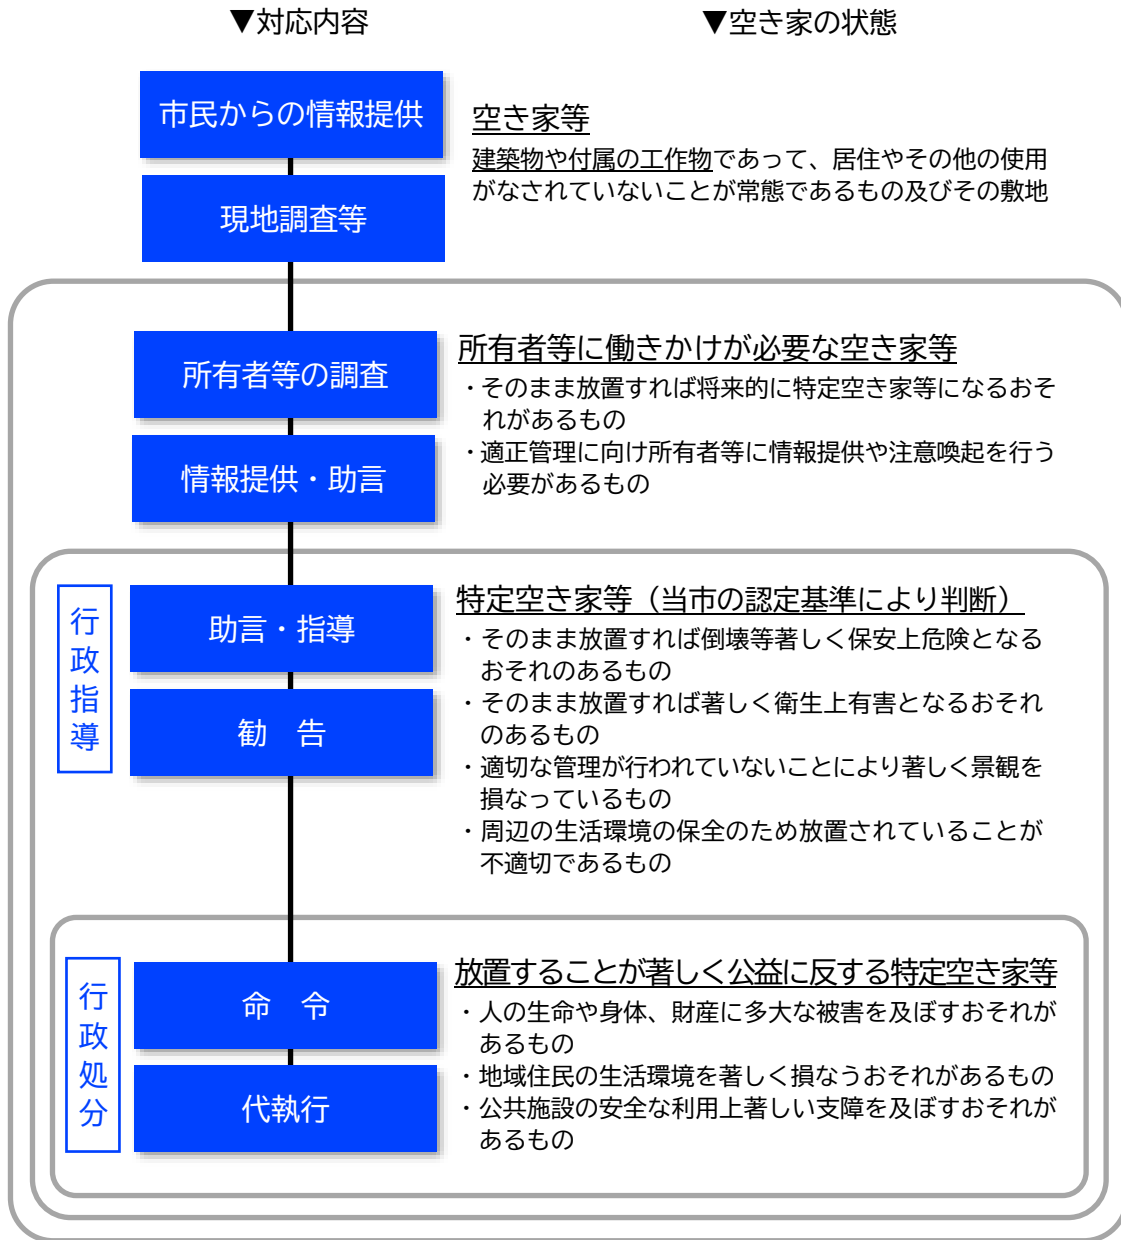 ▼対応内容
▼空き家の状態
市民からの情報提供
現地調査等
空き家等
建築物や付属の工作物であって、居住やその他の使用
がなされていないことが常態であるもの及びその敷地
所有者等の調査
情報提供・助言
所有者等に働きかけが必要な空き家等
・そのまま放置すれば将来的に特定空き家等になるおそ
れがあるもの
・適正管理に向け所有者等に情報提供や注意喚起を行う
必要があるもの
行政指導
助言・指導
勧　告
特定空き家等（当市の認定基準により判断）
・そのまま放置すれば倒壊等著しく保安上危険となる
おそれのあるもの
・そのまま放置すれば著しく衛生上有害となるおそれ
のあるもの
・適切な管理が行われていないことにより著しく景観を
損なっているもの
・周辺の生活環境の保全のため放置されていることが
不適切であるもの
行政処分
命　令
代執行
放置することが著しく公益に反する特定空き家等
・人の生命や身体、財産に多大な被害を及ぼすおそれが
あるもの
・地域住民の生活環境を著しく損なうおそれがあるもの
・公共施設の安全な利用上著しい支障を及ぼすおそれが
あるもの